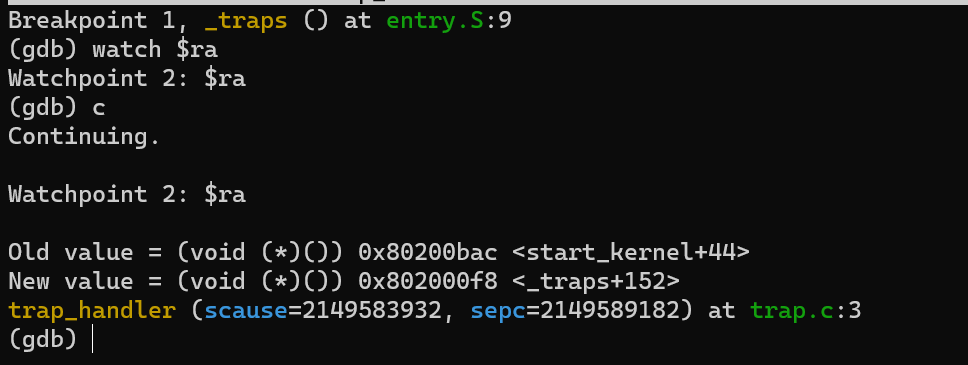 Breakpoint 1, _traps () at entry.S:9
(gdb) watch $ra
Watchpoint 2: $ra
(gdb) c
Continuing.
Watchpoint 2: $ra
Old value = (void (*)()) 0x80200bac <start_kernel+44>
New value = (void (*)()) 0x802000f8 <_traps+152>
trap_handler (scause=2149583932, sepc=2149589182) at trap.c:3
(gdb)